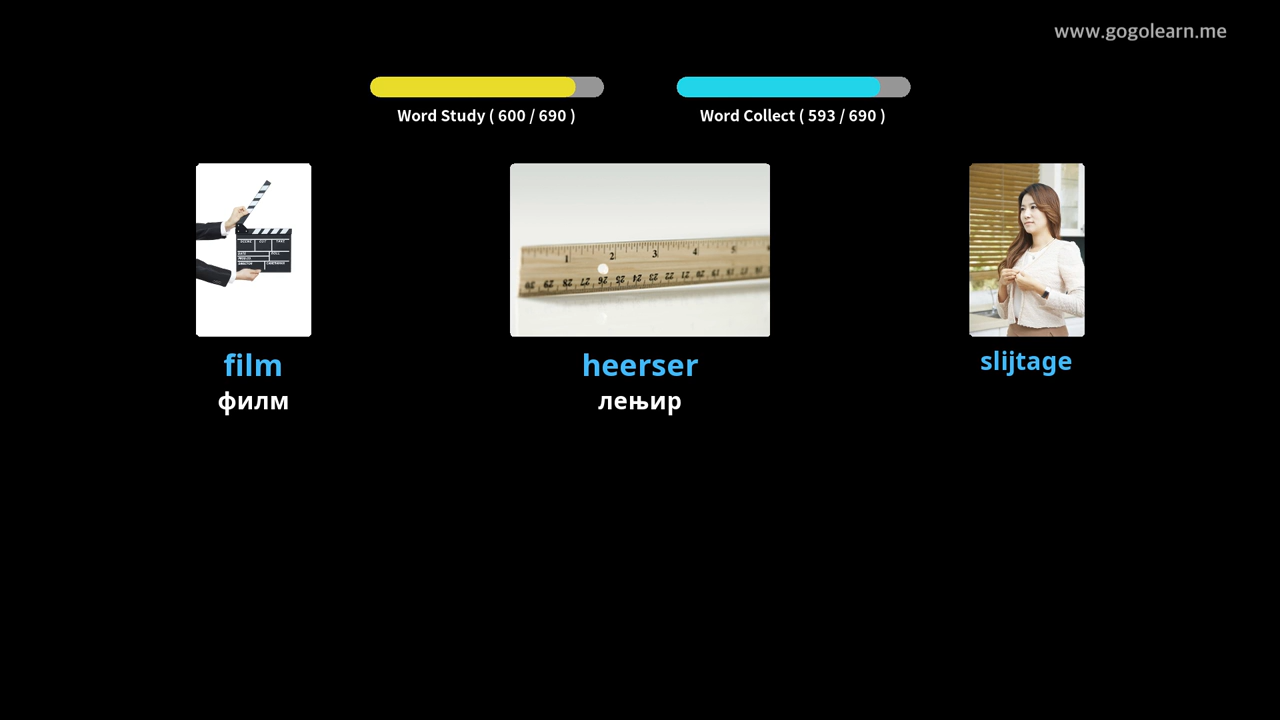 www.gogolearn.me
Word Study ( 600 / 690 )
Word Collect ( 593 / 690 )
film
филм
heerser
лењир
slijtage